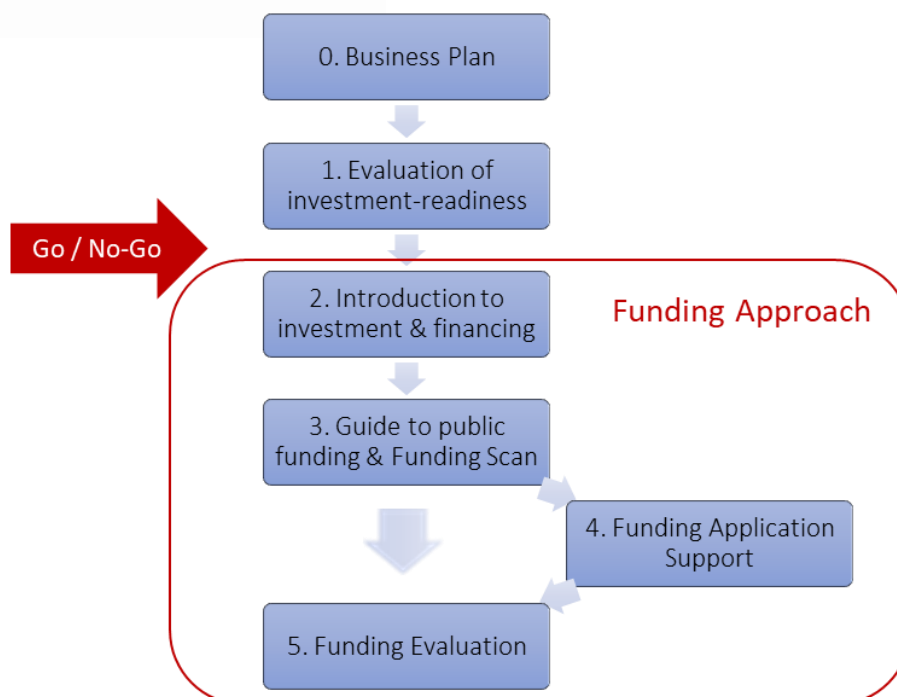 0. Business Plan
1. Evaluation of
investment-readiness
Go / No-Go
2. Introduction to
investment & financing
Funding Approach
3. Guide to public
funding & Funding Scan
4. Funding Application
Support
5. Funding Evaluation